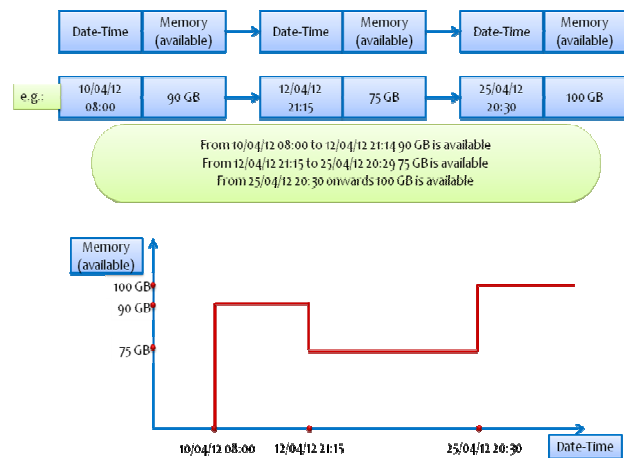 Date-Time
Memory
(available)
Date-Time
Memory
(available)
Date-Time
Memory
(available)
e.g.:
10/04/12
08:00
90 GB
12/04/12
21:15
75 GB
25/04/12
20:30
100 GB
From 10/04/12 08:00 to 12/04/12 21:14 90 GB is available
From 12/04/12 21:15 to 25/04/12 20:29 75 GB is available
From 25/04/12 20:30 onwards 100 GB is available
Memory
(available)
100 GB
90 GB
75 GB
10/04/12 08:00
12/04/12 21:15
25/04/12 20:30
Date-Time